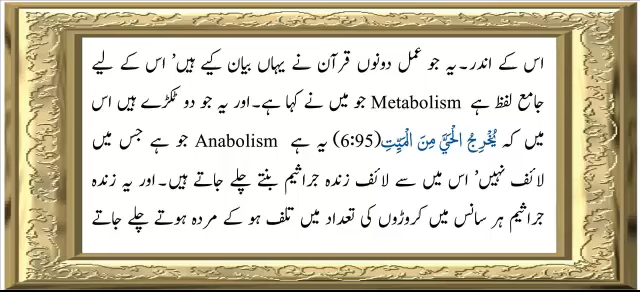 اس کے اندر۔ یہ جو عمل دونوں قرآن نے یہاں بیان کیے ہیں’ اس کے لیے
جامع لفظ ہے Metabolism جو میں نے کہا ہے۔اور یہ جو دو ٹکڑے ہیں اس
میں کہ يُخْرِجُ الْحَيَّ مِنَ الْمَيِّتِ(6:95) یہ ہے Anabolism جو ہے جس میں
لائف نہیں’ اس میں سے لائف زندہ جراثیم بنتے چلے جاتے ہیں۔اور یہ زندہ
جراثیم ہر سانس میں کروڑوں کی تعداد میں تلف ہو کے مردہ ہوتے چلے جاتے